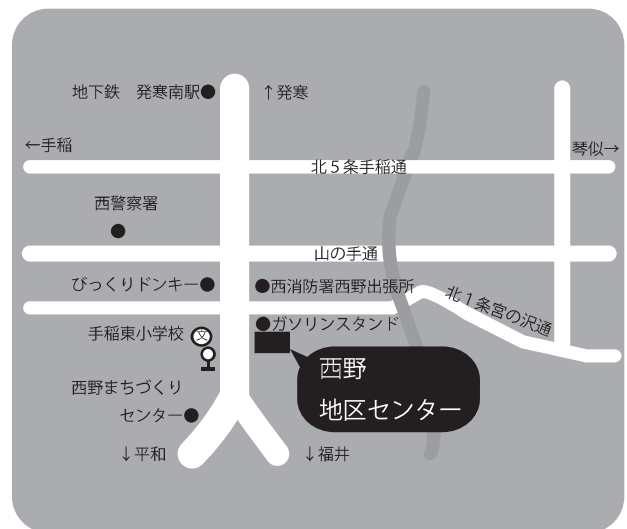 地下鉄 発寒南駅●
↑発寒
←手稲
琴似→
北5条手稲通
西警察署
山の手通
びっくりドンキー●
●西消防署西野出張所
北1条宮の沢通
●ガソリンスタンド
手稲東小学校
文
西野
地区センター
西野まちづくり
センター●
↓平和
↓福井